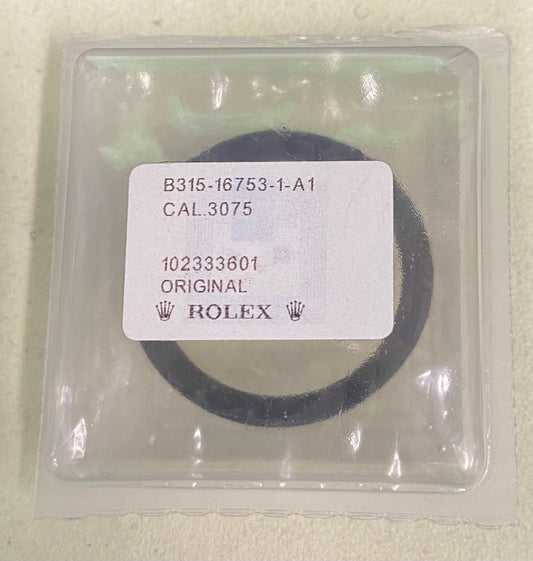 B315-16753-1-A1
CAL.3075
102333601
ORIGINAL
ROLEX